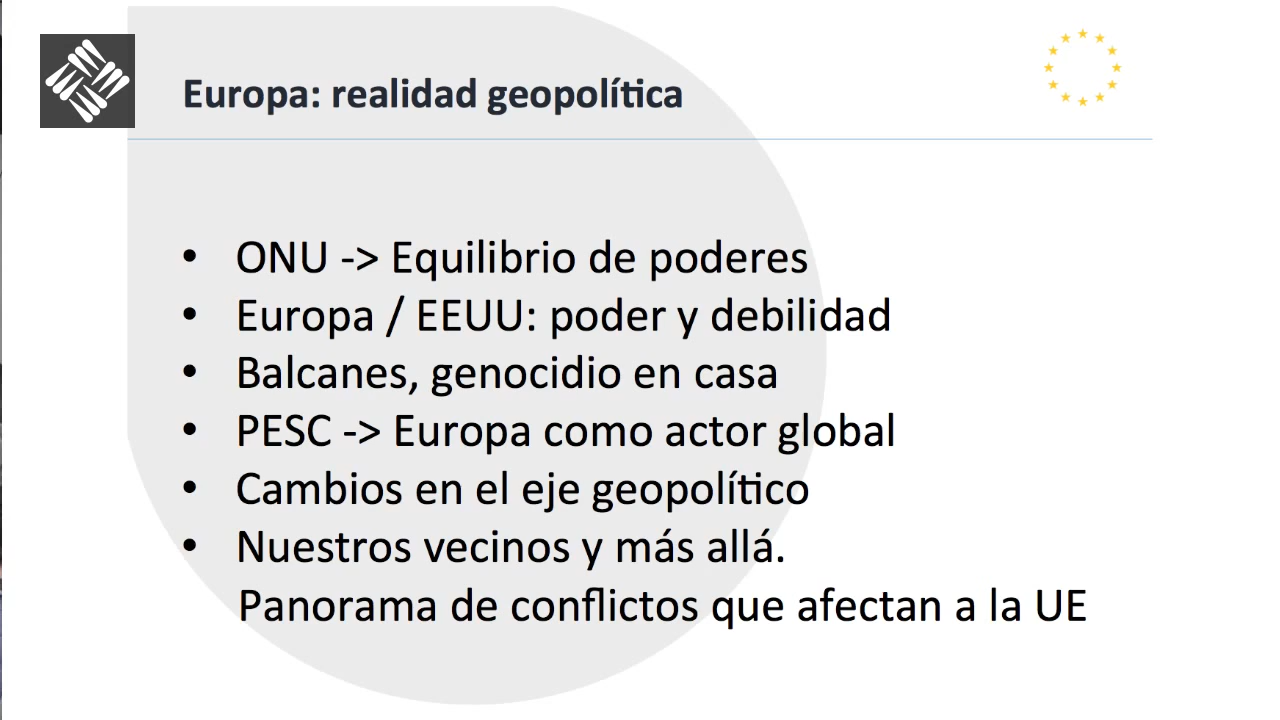 Europa: realidad geopolítica
• ONU -> Equilibrio de poderes
• Europa / EEUU: poder y debilidad
• Balcanes, genocidio en casa
• PESC -> Europa como actor global
• Cambios en el eje geopolítico
• Nuestros vecinos y más allá.
Panorama de conflictos que afectan a la UE